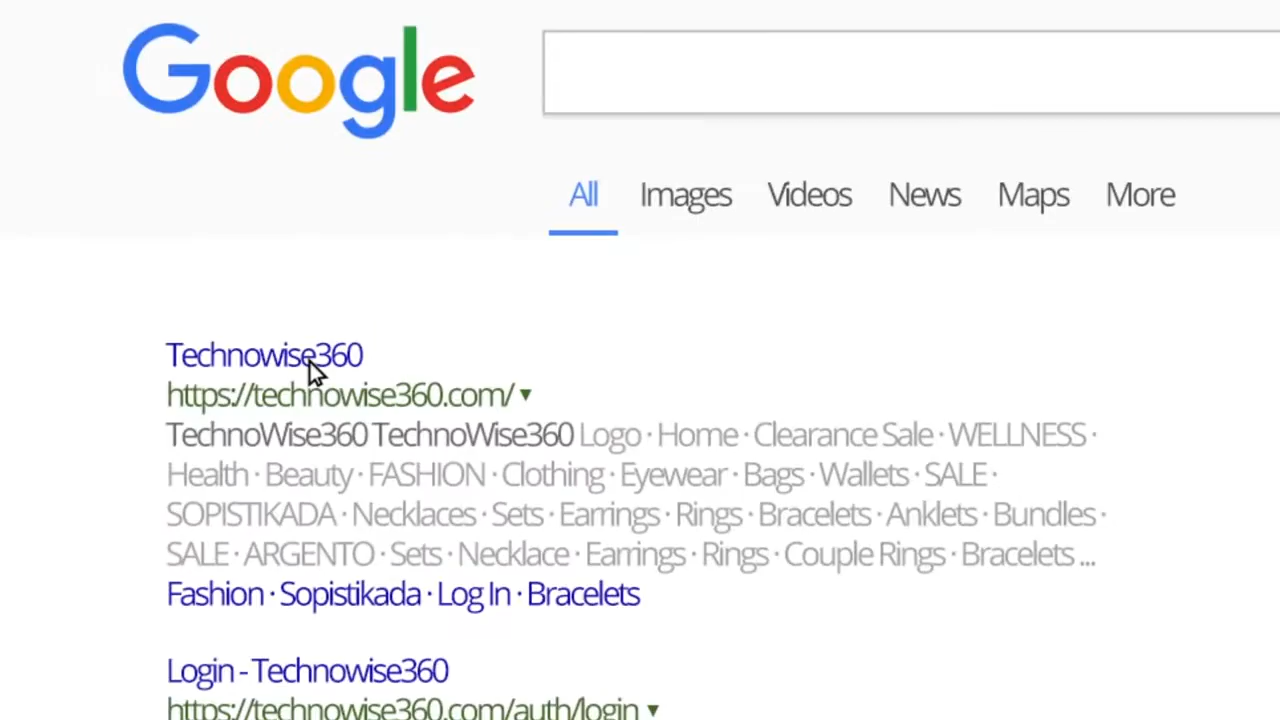 Google
All Images Videos News Maps More
Technowise360
https://technowise360.com/ ▾
TechnoWise360 TechnoWise360 Logo · Home · Clearance Sale · WELLNESS ·
Health · Beauty · FASHION · Clothing · Eyewear · Bags · Wallets · SALE ·
SOPISTIKADA · Necklaces · Sets · Earrings · Rings · Bracelets · Anklets · Bundles ·
SALE · ARGENTO · Sets · Necklace · Earrings · Rings · Couple Rings · Bracelets ...
Fashion · Sopistikada · Log In · Bracelets
Login - Technowise360
https://technowise360.com/auth/login ▾